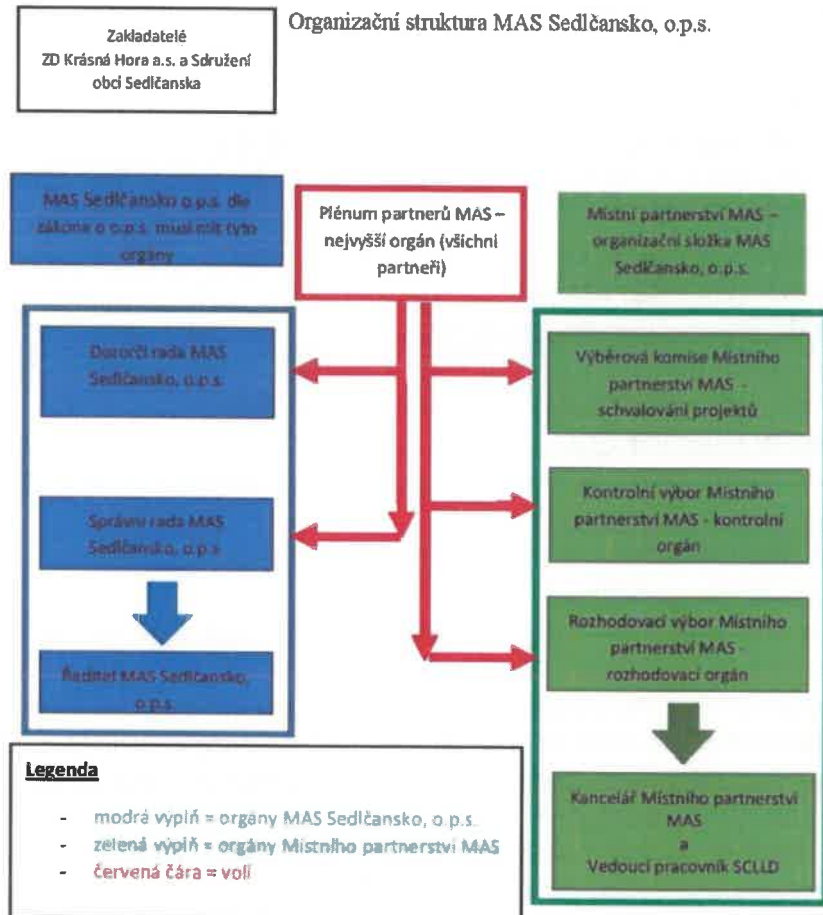 Organizační struktura MAS Sedlčansko, o.p.s.
Zakladatelé
ZD Krásná Hora a.s. a Sdružení
obcí Sedlčanska
MAS Sedlčansko o.p.s. dle
zákona o o.p.s. musí mít tyto
orgány
Plénum partnerů MAS –
nejvyšší orgán (všichni
partneři)
Místní partnerství MAS –
organizační složka MAS
Sedlčansko, o.p.s.
Dozorčí rada MAS
Sedlčansko, o.p.s.
Správní rada MAS
Sedlčansko, o.p.s
Ředitel MAS Sedlčansko,
o.p.s.
Výběrová komise Místního
partnerství MAS -
schvalování projektů
Kontrolní výbor Místního
partnerství MAS - kontrolní
orgán
Rozhodovací výbor Místního
partnerství MAS -
rozhodovací orgán
Kancelář Místního partnerství
MAS
a
Vedoucí pracovník SCLLD
Legenda
- modrá výplň = orgány MAS Sedlčansko, o.p.s.
- zelená výplň = orgány Místního partnerství MAS
- červená čára = volí